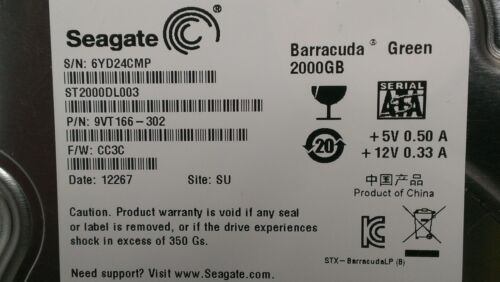 Seagate
S/N: 6YD24CMP
ST2000DL003
P/N: 9VT166-302
F/W: CC3C
Date: 12267 Site: SU
Barracuda ® Green
2000GB
SERIAL
ATA
20
+5V 0.50 A
+12V 0.33 A
中国产品
Product of China
Caution. Product warranty is void if any seal
or label is removed, or if the drive experiences
shock in excess of 350 Gs.
Need support? Visit www.Seagate.com.
STX-BarracudaLP (B)